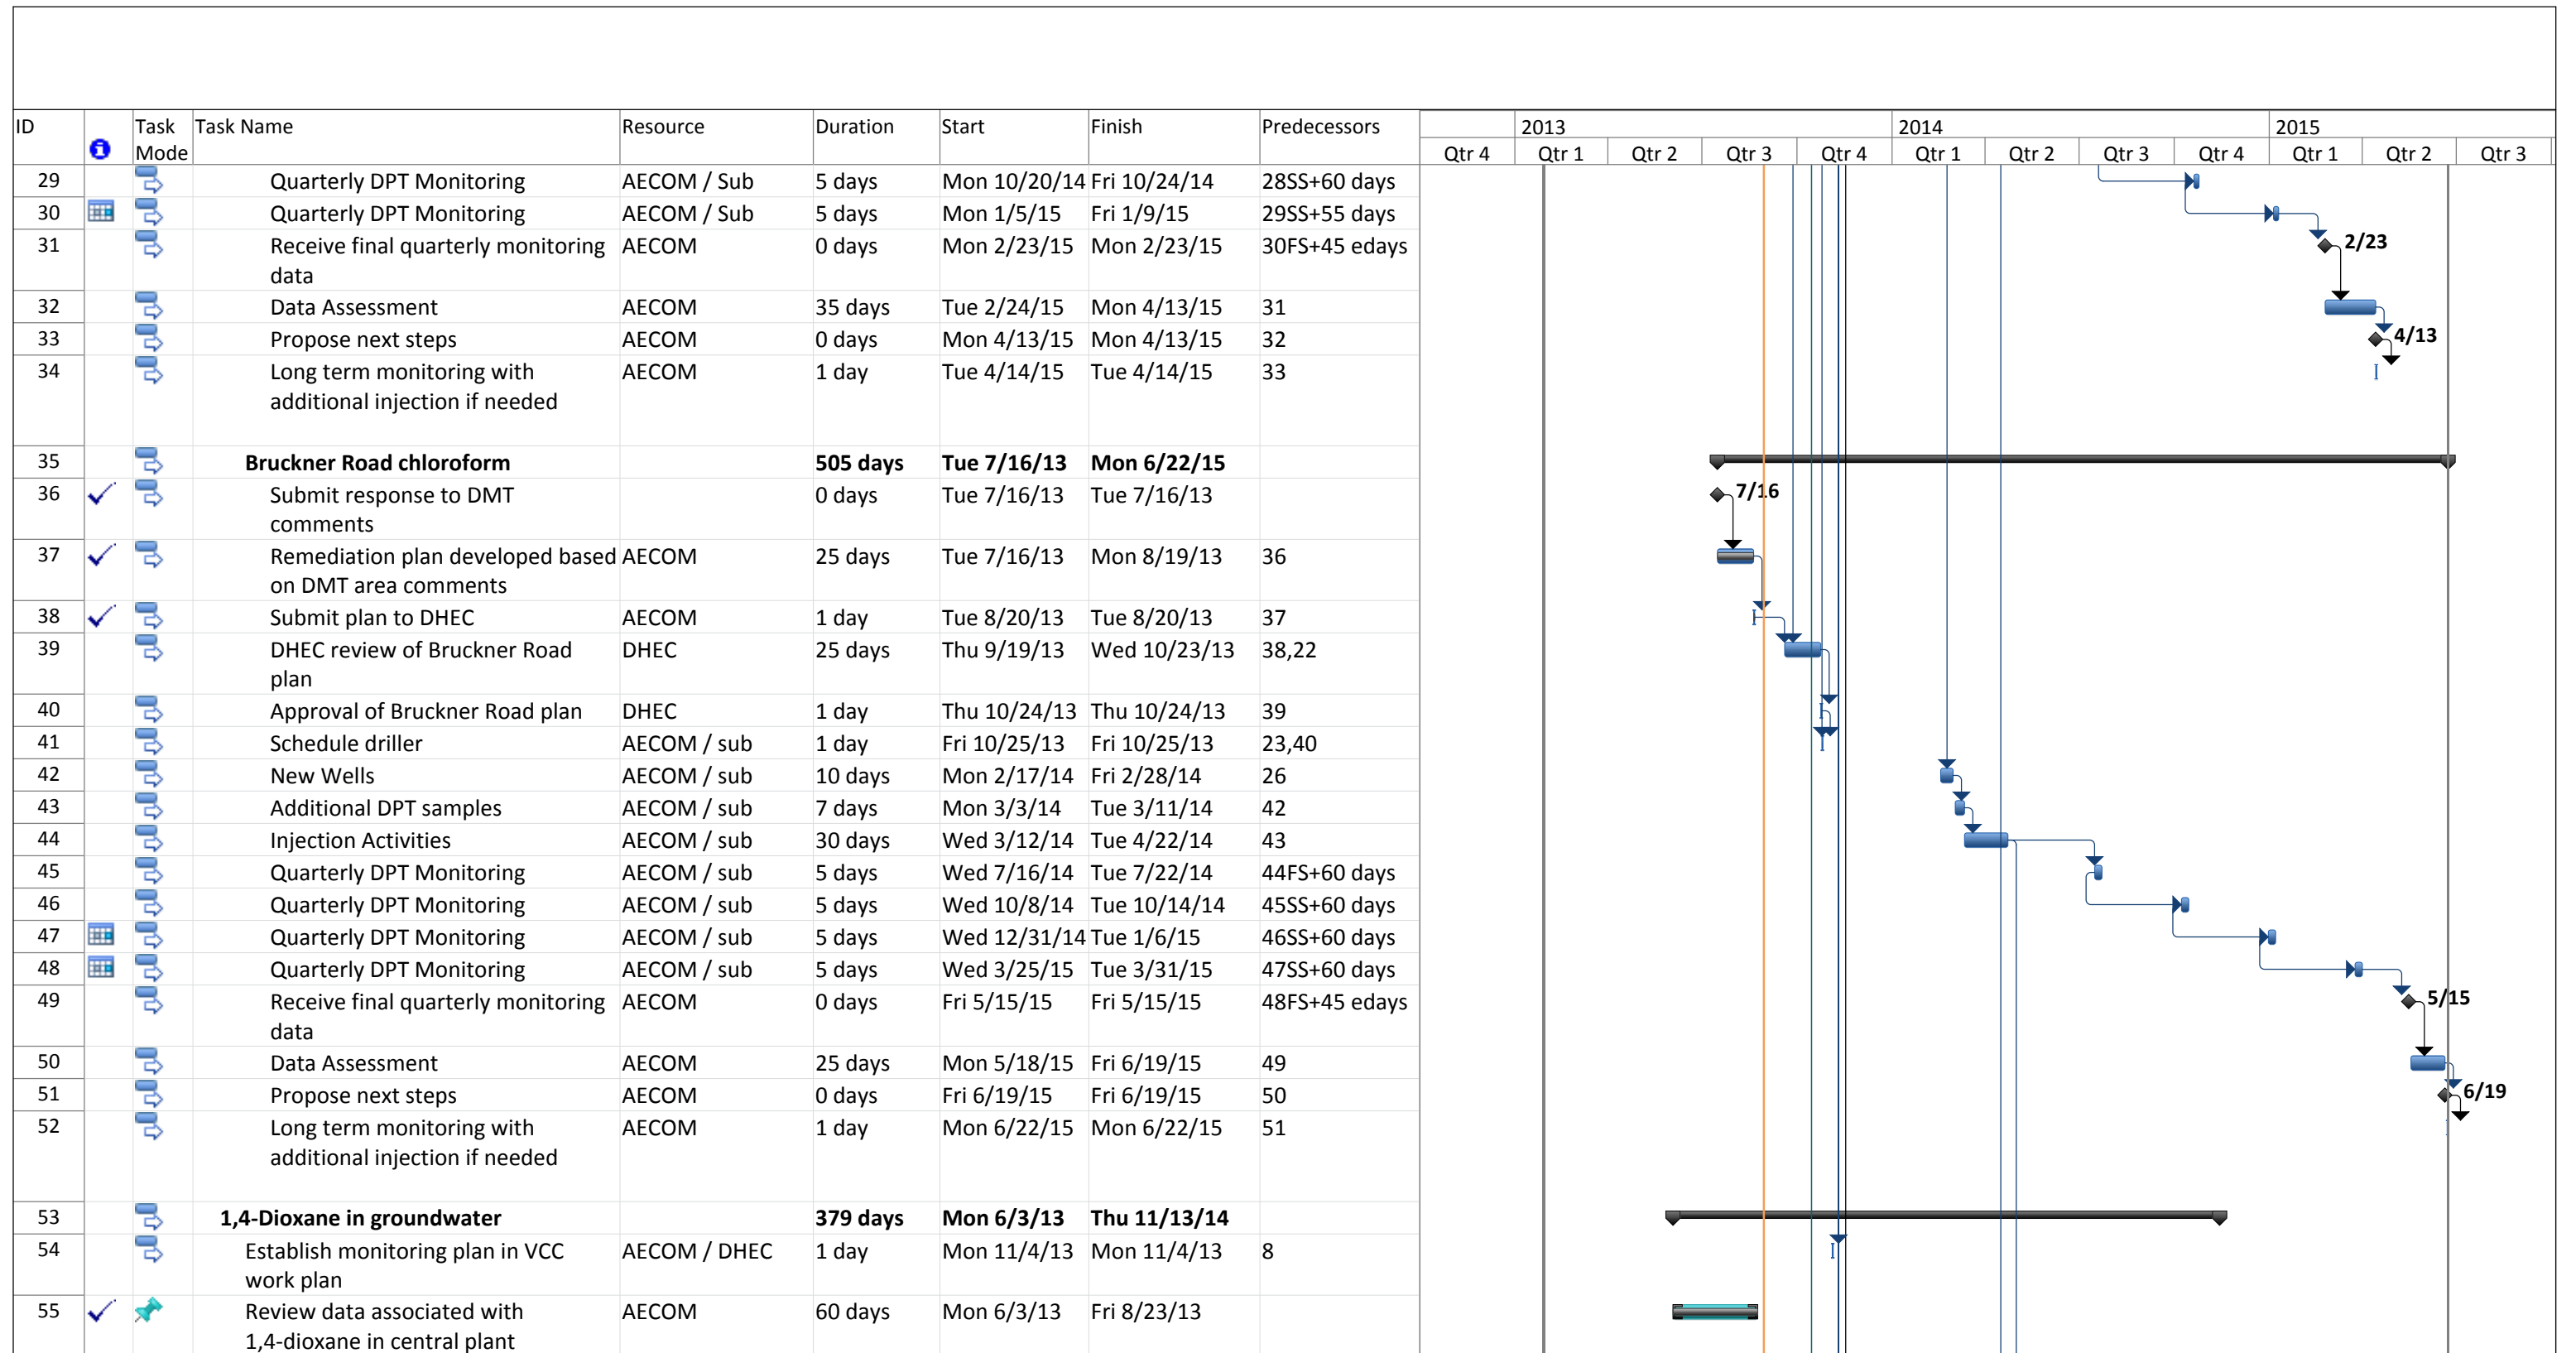 ID Task Mode Task Name Resource Duration Start Finish Predecessors
2013 2014 2015
Qtr 4 Qtr 1 Qtr 2 Qtr 3 Qtr 4 Qtr 1 Qtr 2 Qtr 3 Qtr 4 Qtr 1 Qtr 2 Qtr 3
29 Quarterly DPT Monitoring AECOM / Sub 5 days Mon 10/20/14 Fri 10/24/14 28SS+60 days
30 Quarterly DPT Monitoring AECOM / Sub 5 days Mon 1/5/15 Fri 1/9/15 29SS+55 days
31 Receive final quarterly monitoring AECOM 0 days Mon 2/23/15 Mon 2/23/15 30FS+45 edays 2/23
data
32 Data Assessment AECOM 35 days Tue 2/24/15 Mon 4/13/15 31
33 Propose next steps AECOM 0 days Mon 4/13/15 Mon 4/13/15 32 4/13
34 Long term monitoring with AECOM 1 day Tue 4/14/15 Tue 4/14/15 33
additional injection if needed
35 Bruckner Road chloroform 505 days Tue 7/16/13 Mon 6/22/15
36 Submit response to DMT 0 days Tue 7/16/13 Tue 7/16/13 7/16
comments
37 Remediation plan developed based AECOM 25 days Tue 7/16/13 Mon 8/19/13 36
on DMT area comments
38 Submit plan to DHEC AECOM 1 day Tue 8/20/13 Tue 8/20/13 37
39 DHEC review of Bruckner Road DHEC 25 days Thu 9/19/13 Wed 10/23/13 38,22
plan
40 Approval of Bruckner Road plan DHEC 1 day Thu 10/24/13 Thu 10/24/13 39
41 Schedule driller AECOM / sub 1 day Fri 10/25/13 Fri 10/25/13 23,40
42 New Wells AECOM / sub 10 days Mon 2/17/14 Fri 2/28/14 26
43 Additional DPT samples AECOM / sub 7 days Mon 3/3/14 Tue 3/11/14 42
44 Injection Activities AECOM / sub 30 days Wed 3/12/14 Tue 4/22/14 43
45 Quarterly DPT Monitoring AECOM / sub 5 days Wed 7/16/14 Tue 7/22/14 44FS+60 days
46 Quarterly DPT Monitoring AECOM / sub 5 days Wed 10/8/14 Tue 10/14/14 45SS+60 days
47 Quarterly DPT Monitoring AECOM / sub 5 days Wed 12/31/14 Tue 1/6/15 46SS+60 days
48 Quarterly DPT Monitoring AECOM / sub 5 days Wed 3/25/15 Tue 3/31/15 47SS+60 days
49 Receive final quarterly monitoring AECOM 0 days Fri 5/15/15 Fri 5/15/15 48FS+45 edays 5/15
data
50 Data Assessment AECOM 25 days Mon 5/18/15 Fri 6/19/15 49
51 Propose next steps AECOM 0 days Fri 6/19/15 Fri 6/19/15 50 6/19
52 Long term monitoring with AECOM 1 day Mon 6/22/15 Mon 6/22/15 51
additional injection if needed
53 1,4-Dioxane in groundwater 379 days Mon 6/3/13 Thu 11/13/14
54 Establish monitoring plan in VCC AECOM / DHEC 1 day Mon 11/4/13 Mon 11/4/13 8
work plan
55 Review data associated with AECOM 60 days Mon 6/3/13 Fri 8/23/13
1,4-dioxane in central plant